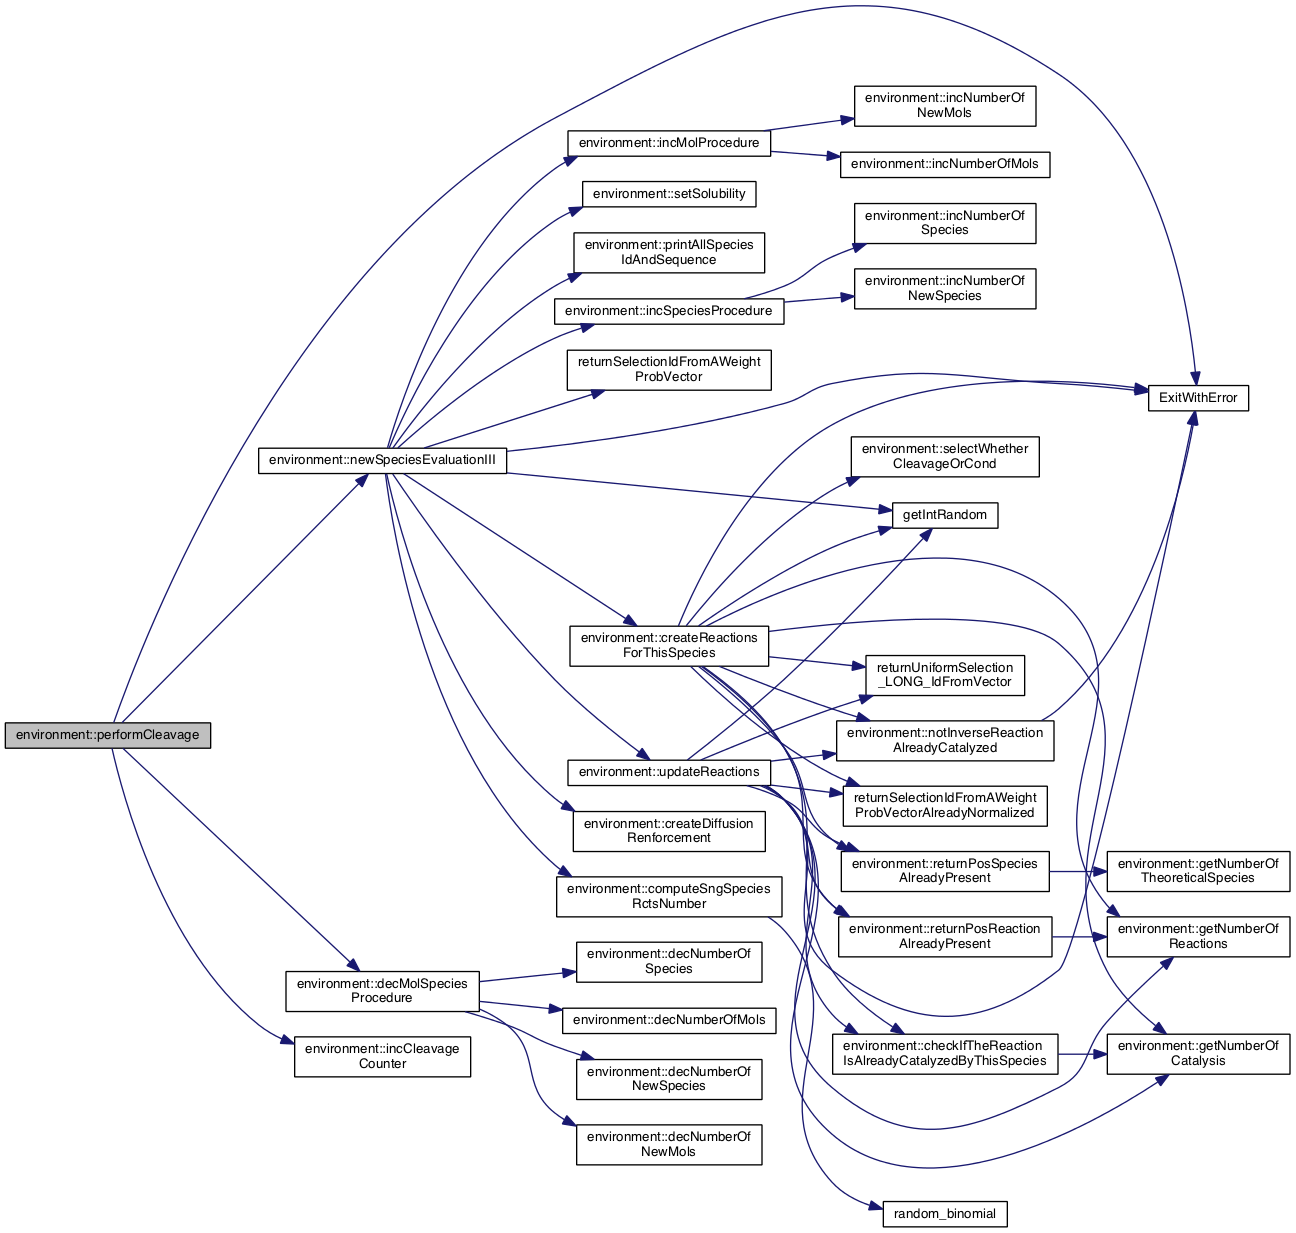 environment::incNumberOf
NewMols
environment::incMolProcedure
environment::incNumberOfMols
environment::setSolubility
environment::incNumberOf
Species
environment::printAllSpecies
IdAndSequence
environment::incNumberOf
NewSpecies
environment::incSpeciesProcedure
returnSelectionIdFromAWeight
ProbVector
ExitWithError
environment::selectWhether
CleavageOrCond
environment::newSpeciesEvaluationIII
getIntRandom
environment::createReactions
ForThisSpecies
returnUniformSelection
_LONG_IdFromVector
environment::performCleavage
environment::notInverseReaction
AlreadyCatalyzed
environment::updateReactions
returnSelectionIdFromAWeight
ProbVectorAlreadyNormalized
environment::createDiffusion
Renforcement
environment::returnPosSpecies
AlreadyPresent
environment::getNumberOf
TheoreticalSpecies
environment::computeSngSpecies
RctsNumber
environment::returnPosReaction
AlreadyPresent
environment::getNumberOf
Reactions
environment::decNumberOf
Species
environment::decMolSpecies
Procedure
environment::decNumberOfMols
environment::incCleavage
Counter
environment::checkIfTheReaction
IsAlreadyCatalyzedByThisSpecies
environment::getNumberOf
Catalysis
environment::decNumberOf
NewSpecies
environment::decNumberOf
NewMols
random_binomial